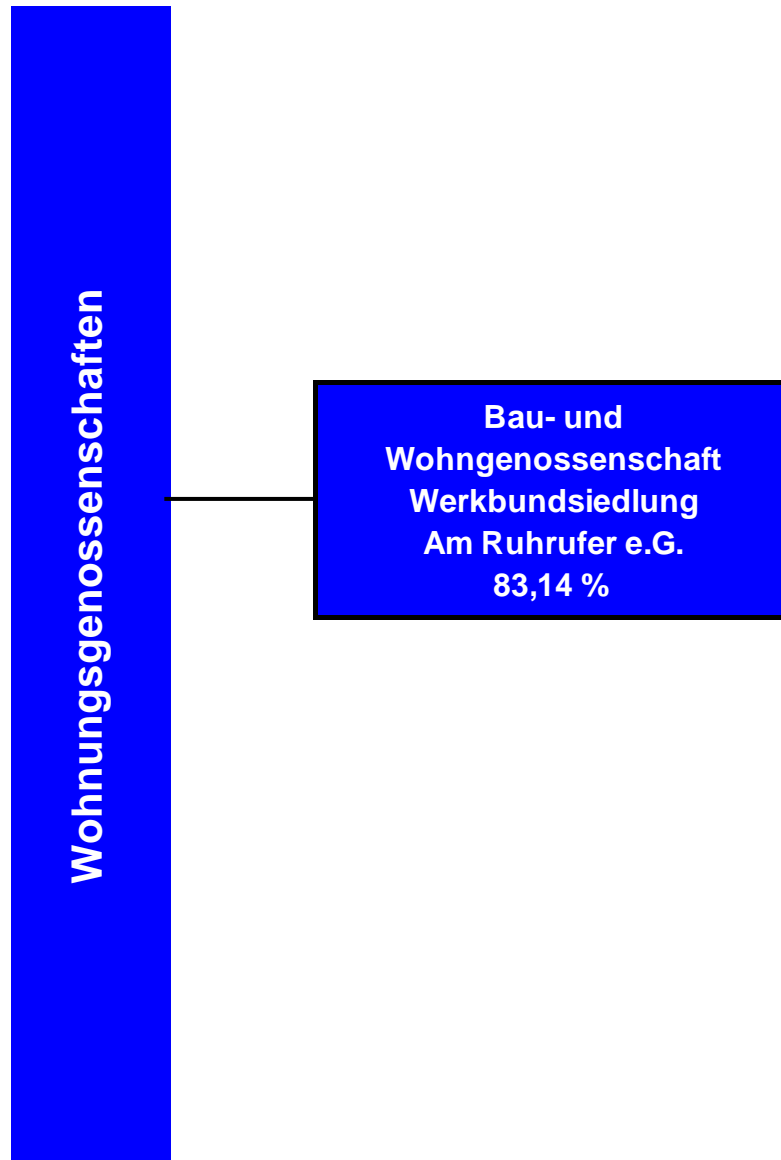 Wohnungsgenossenschaften
Bau- und
Wohngenossenschaft
Werkbundsiedlung
Am Ruhrufer e.G.
83,14 %